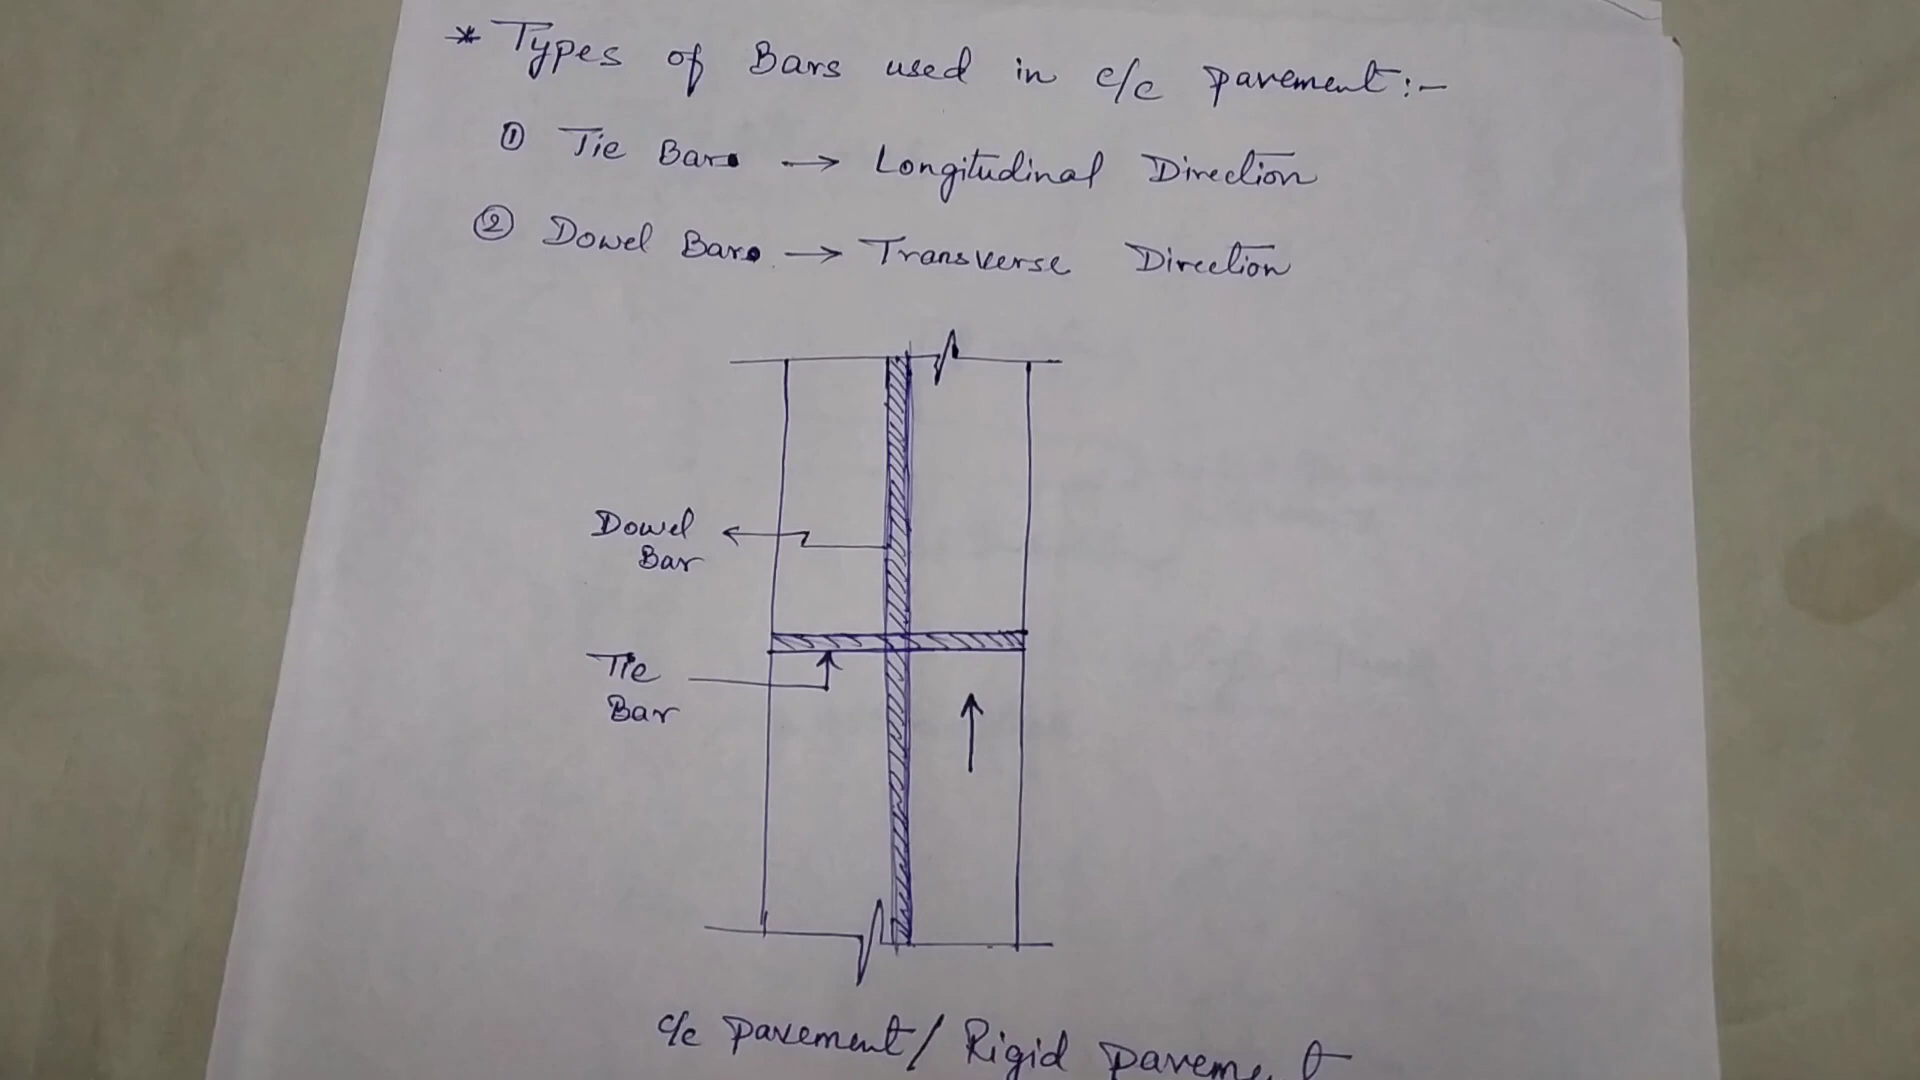 * Types of Bars used in c/c pavement:-
① Tie Bars → Longitudinal Direction
② Dowel Bars → Transverse Direction
Dowel
Bar
Tie
Bar
c/c pavement/ Rigid pavement